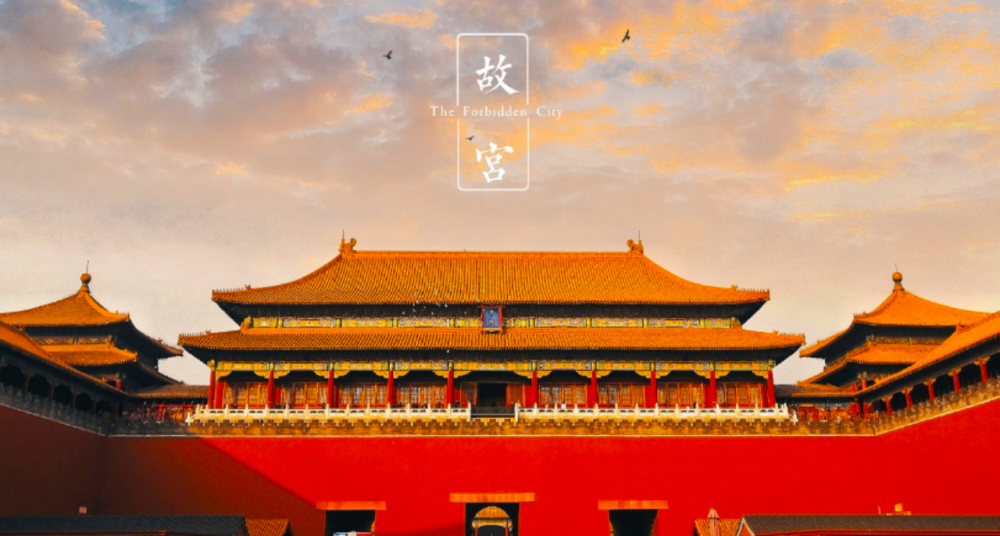 故
The Forbidden City
宫